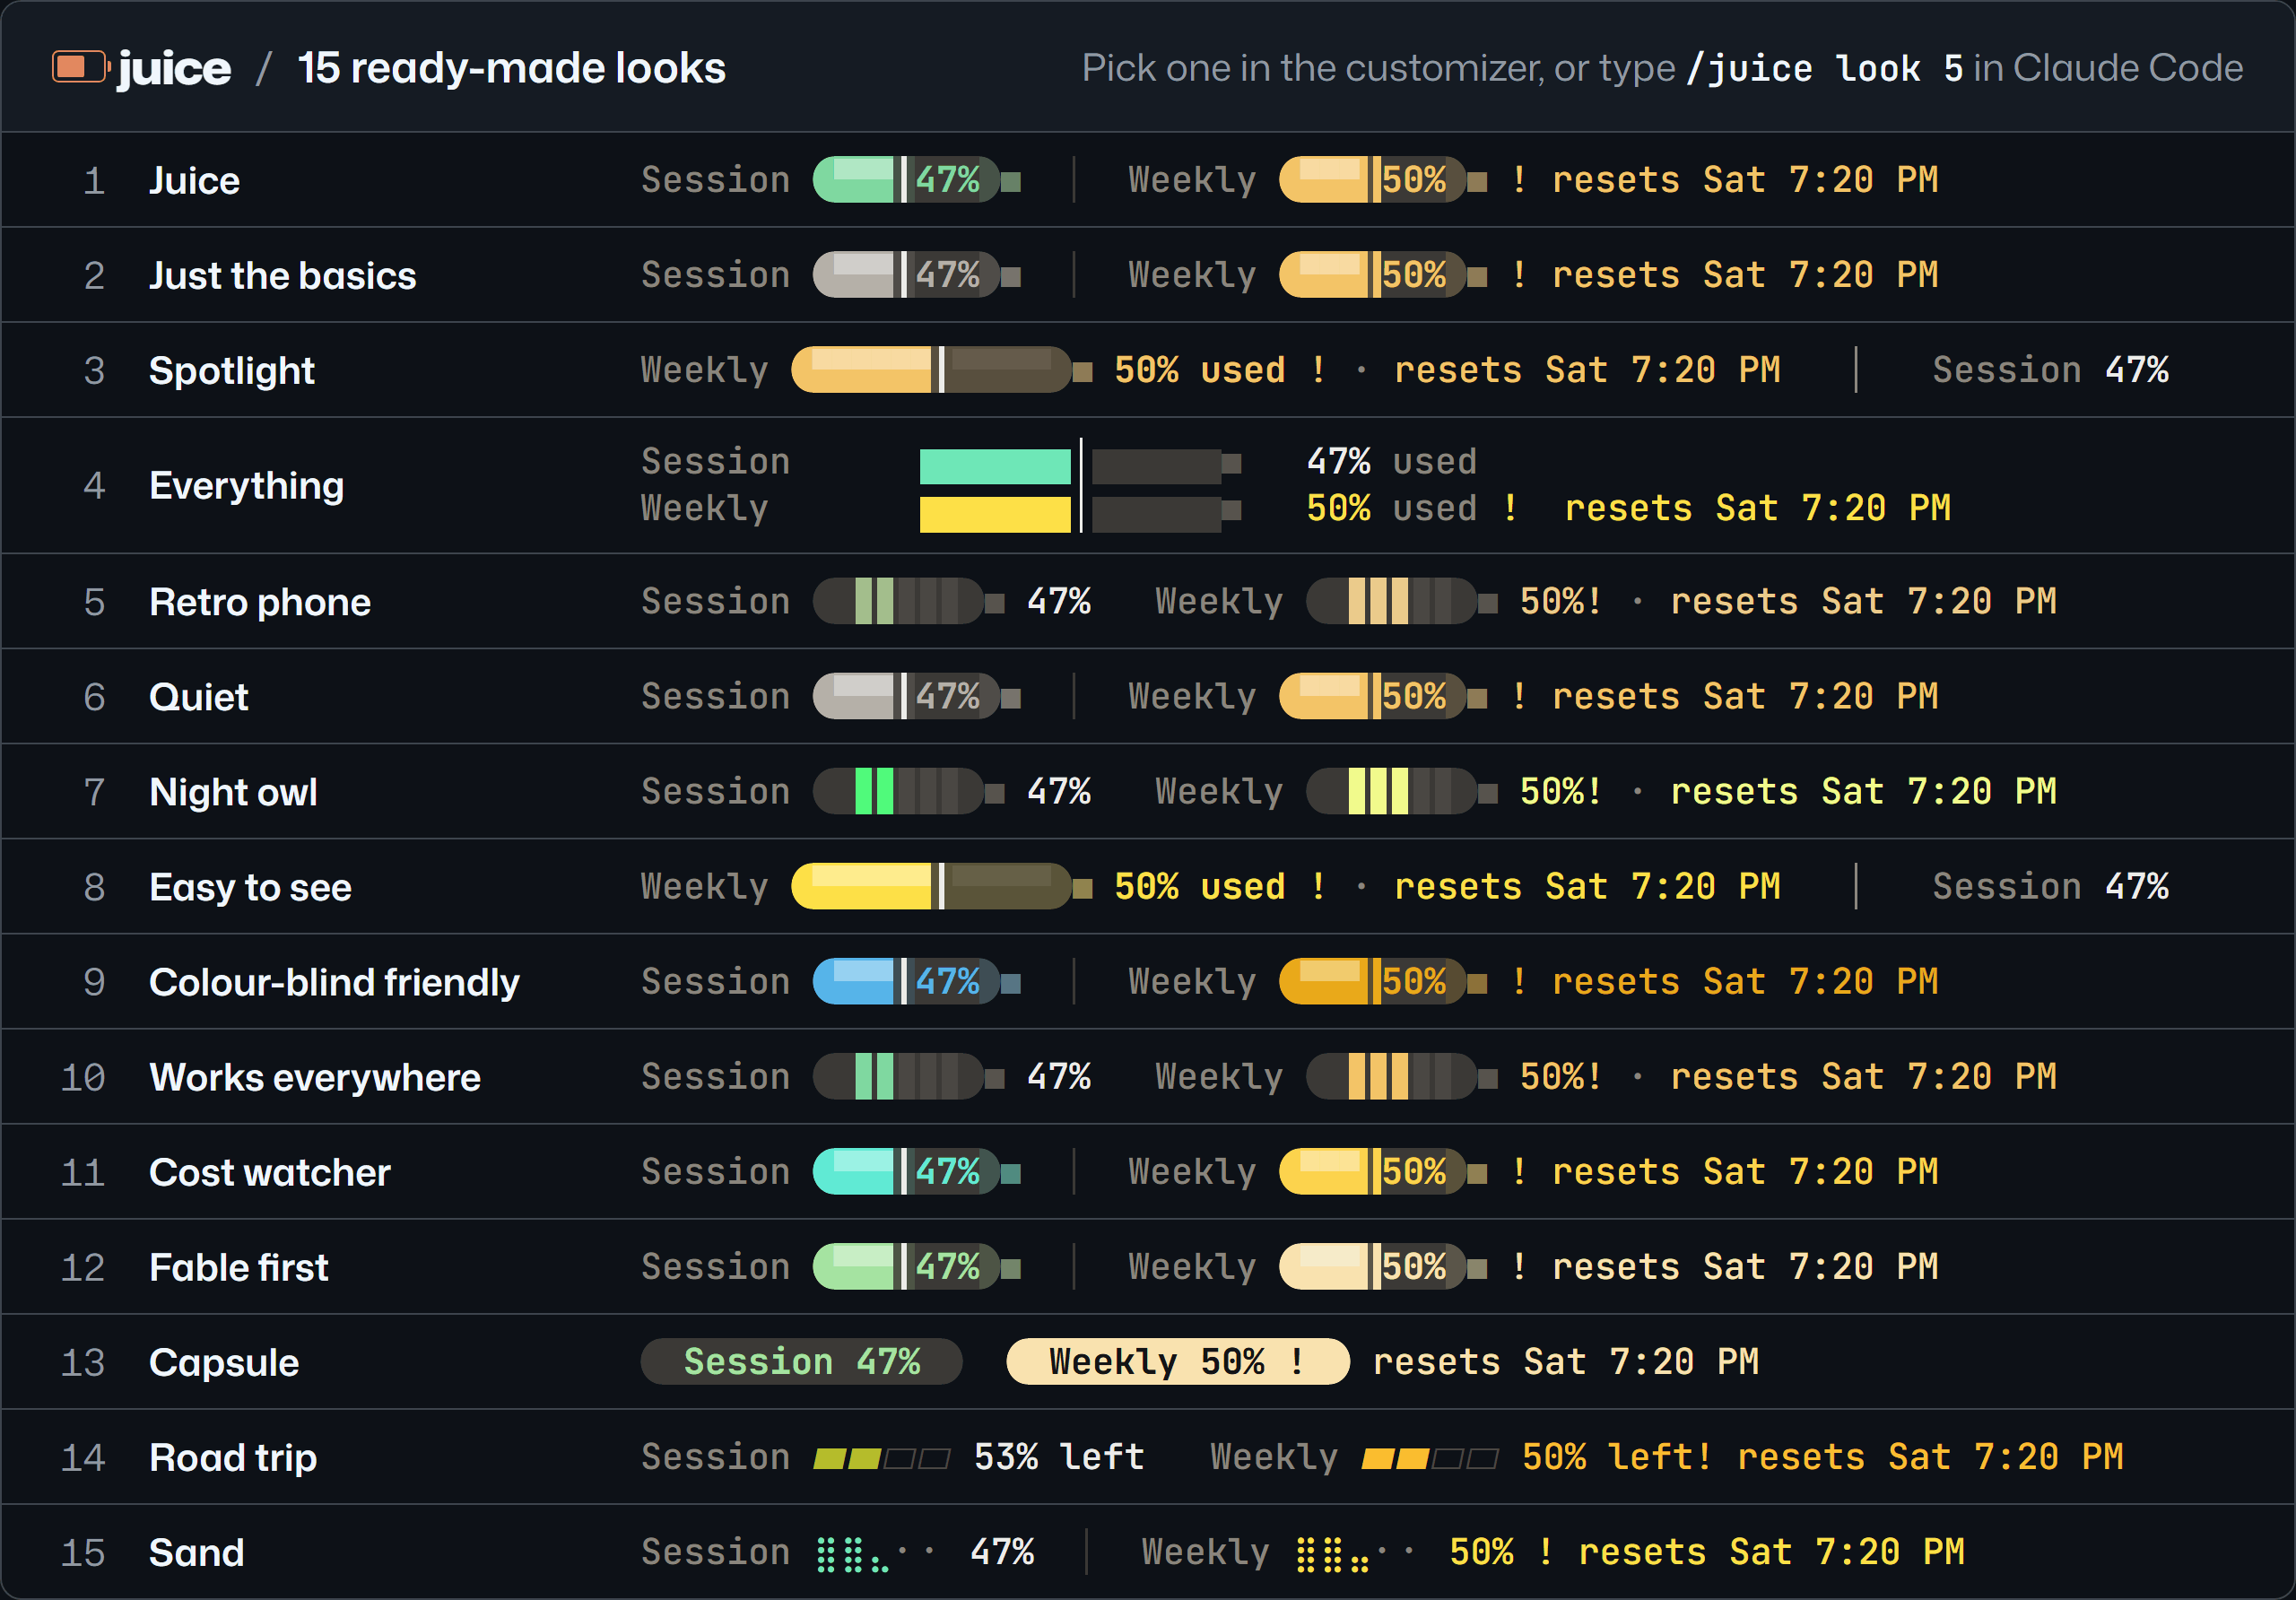 juice / 15 ready-made looks Pick one in the customizer, or type /juice look 5 in Claude Code
1 Juice Session 47% Weekly 50% ! resets Sat 7:20 PM
2 Just the basics Session 47% Weekly 50% ! resets Sat 7:20 PM
3 Spotlight Weekly 50% used ! · resets Sat 7:20 PM Session 47%
4 Everything Session 47% used
Weekly 50% used ! resets Sat 7:20 PM
5 Retro phone Session 47% Weekly 50%! · resets Sat 7:20 PM
6 Quiet Session 47% Weekly 50% ! resets Sat 7:20 PM
7 Night owl Session 47% Weekly 50%! · resets Sat 7:20 PM
8 Easy to see Weekly 50% used ! · resets Sat 7:20 PM Session 47%
9 Colour-blind friendly Session 47% Weekly 50% ! resets Sat 7:20 PM
10 Works everywhere Session 47% Weekly 50%! · resets Sat 7:20 PM
11 Cost watcher Session 47% Weekly 50% ! resets Sat 7:20 PM
12 Fable first Session 47% Weekly 50% ! resets Sat 7:20 PM
13 Capsule Session 47% Weekly 50% ! resets Sat 7:20 PM
14 Road trip Session 53% left Weekly 50% left! resets Sat 7:20 PM
15 Sand Session 47% Weekly 50% ! resets Sat 7:20 PM